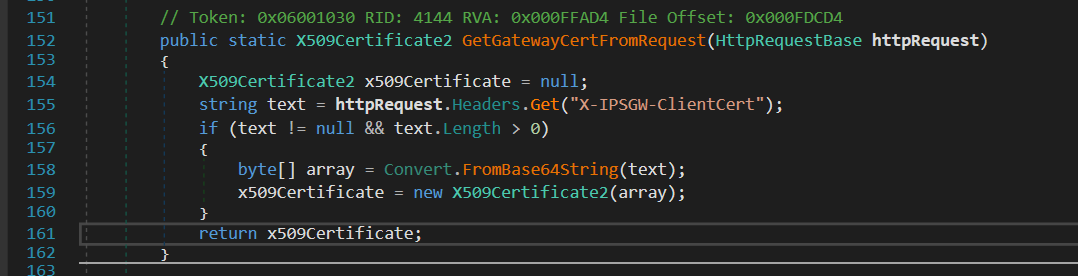 151 // Token: 0x06001030 RID: 4144 RVA: 0x000FFAD4 File Offset: 0x000FDCD4
152 public static X509Certificate2 GetGatewayCertFromRequest(HttpRequestBase httpRequest)
153 {
154 X509Certificate2 x509Certificate = null;
155 string text = httpRequest.Headers.Get("X-IPSGW-ClientCert");
156 if (text != null && text.Length > 0)
157 {
158 byte[] array = Convert.FromBase64String(text);
159 x509Certificate = new X509Certificate2(array);
160 }
161 return x509Certificate;
162 }
163